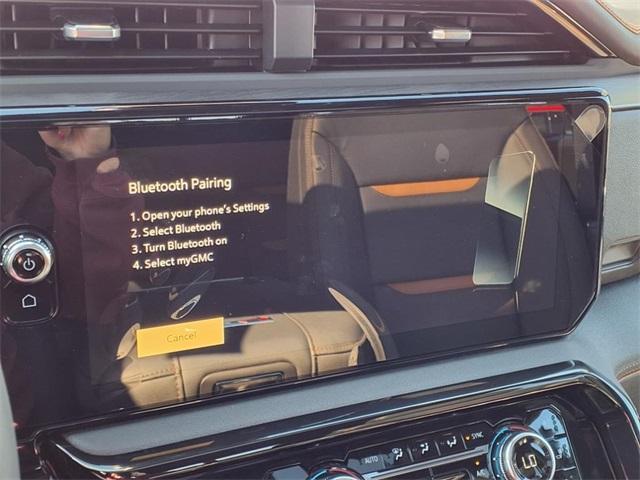 Bluetooth Pairing
1. Open your phone's Settings
2. Select Bluetooth
3. Turn Bluetooth on
4. Select myGMC
Cancel
AUTO
SYNC
LO